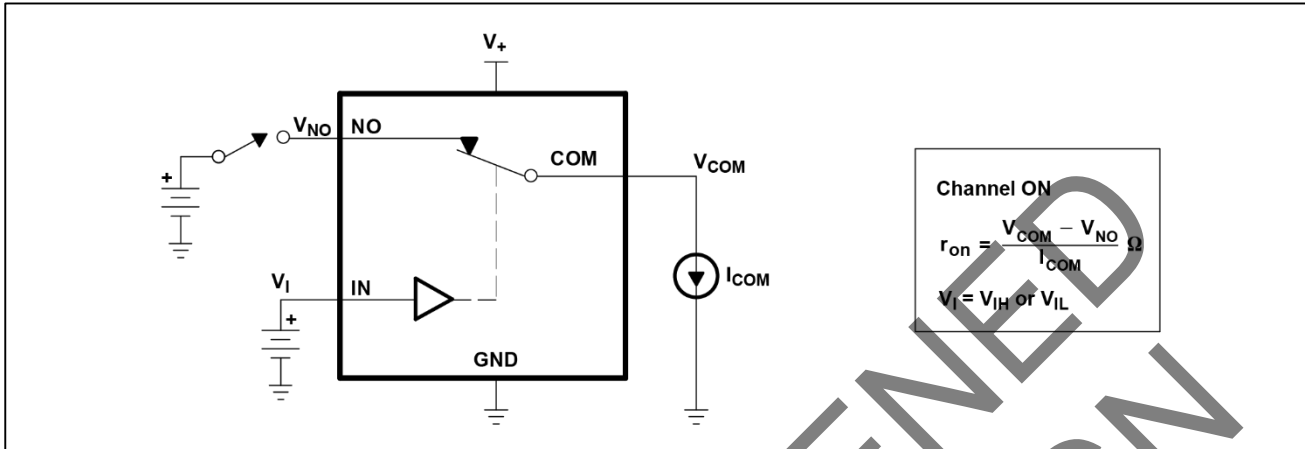 V+
VNO NO
+
COM
VCOM
ICOM
VI IN
+
GND
Channel ON
ron = VCOM − VNO / ICOM Ω
VI = VIH or VIL